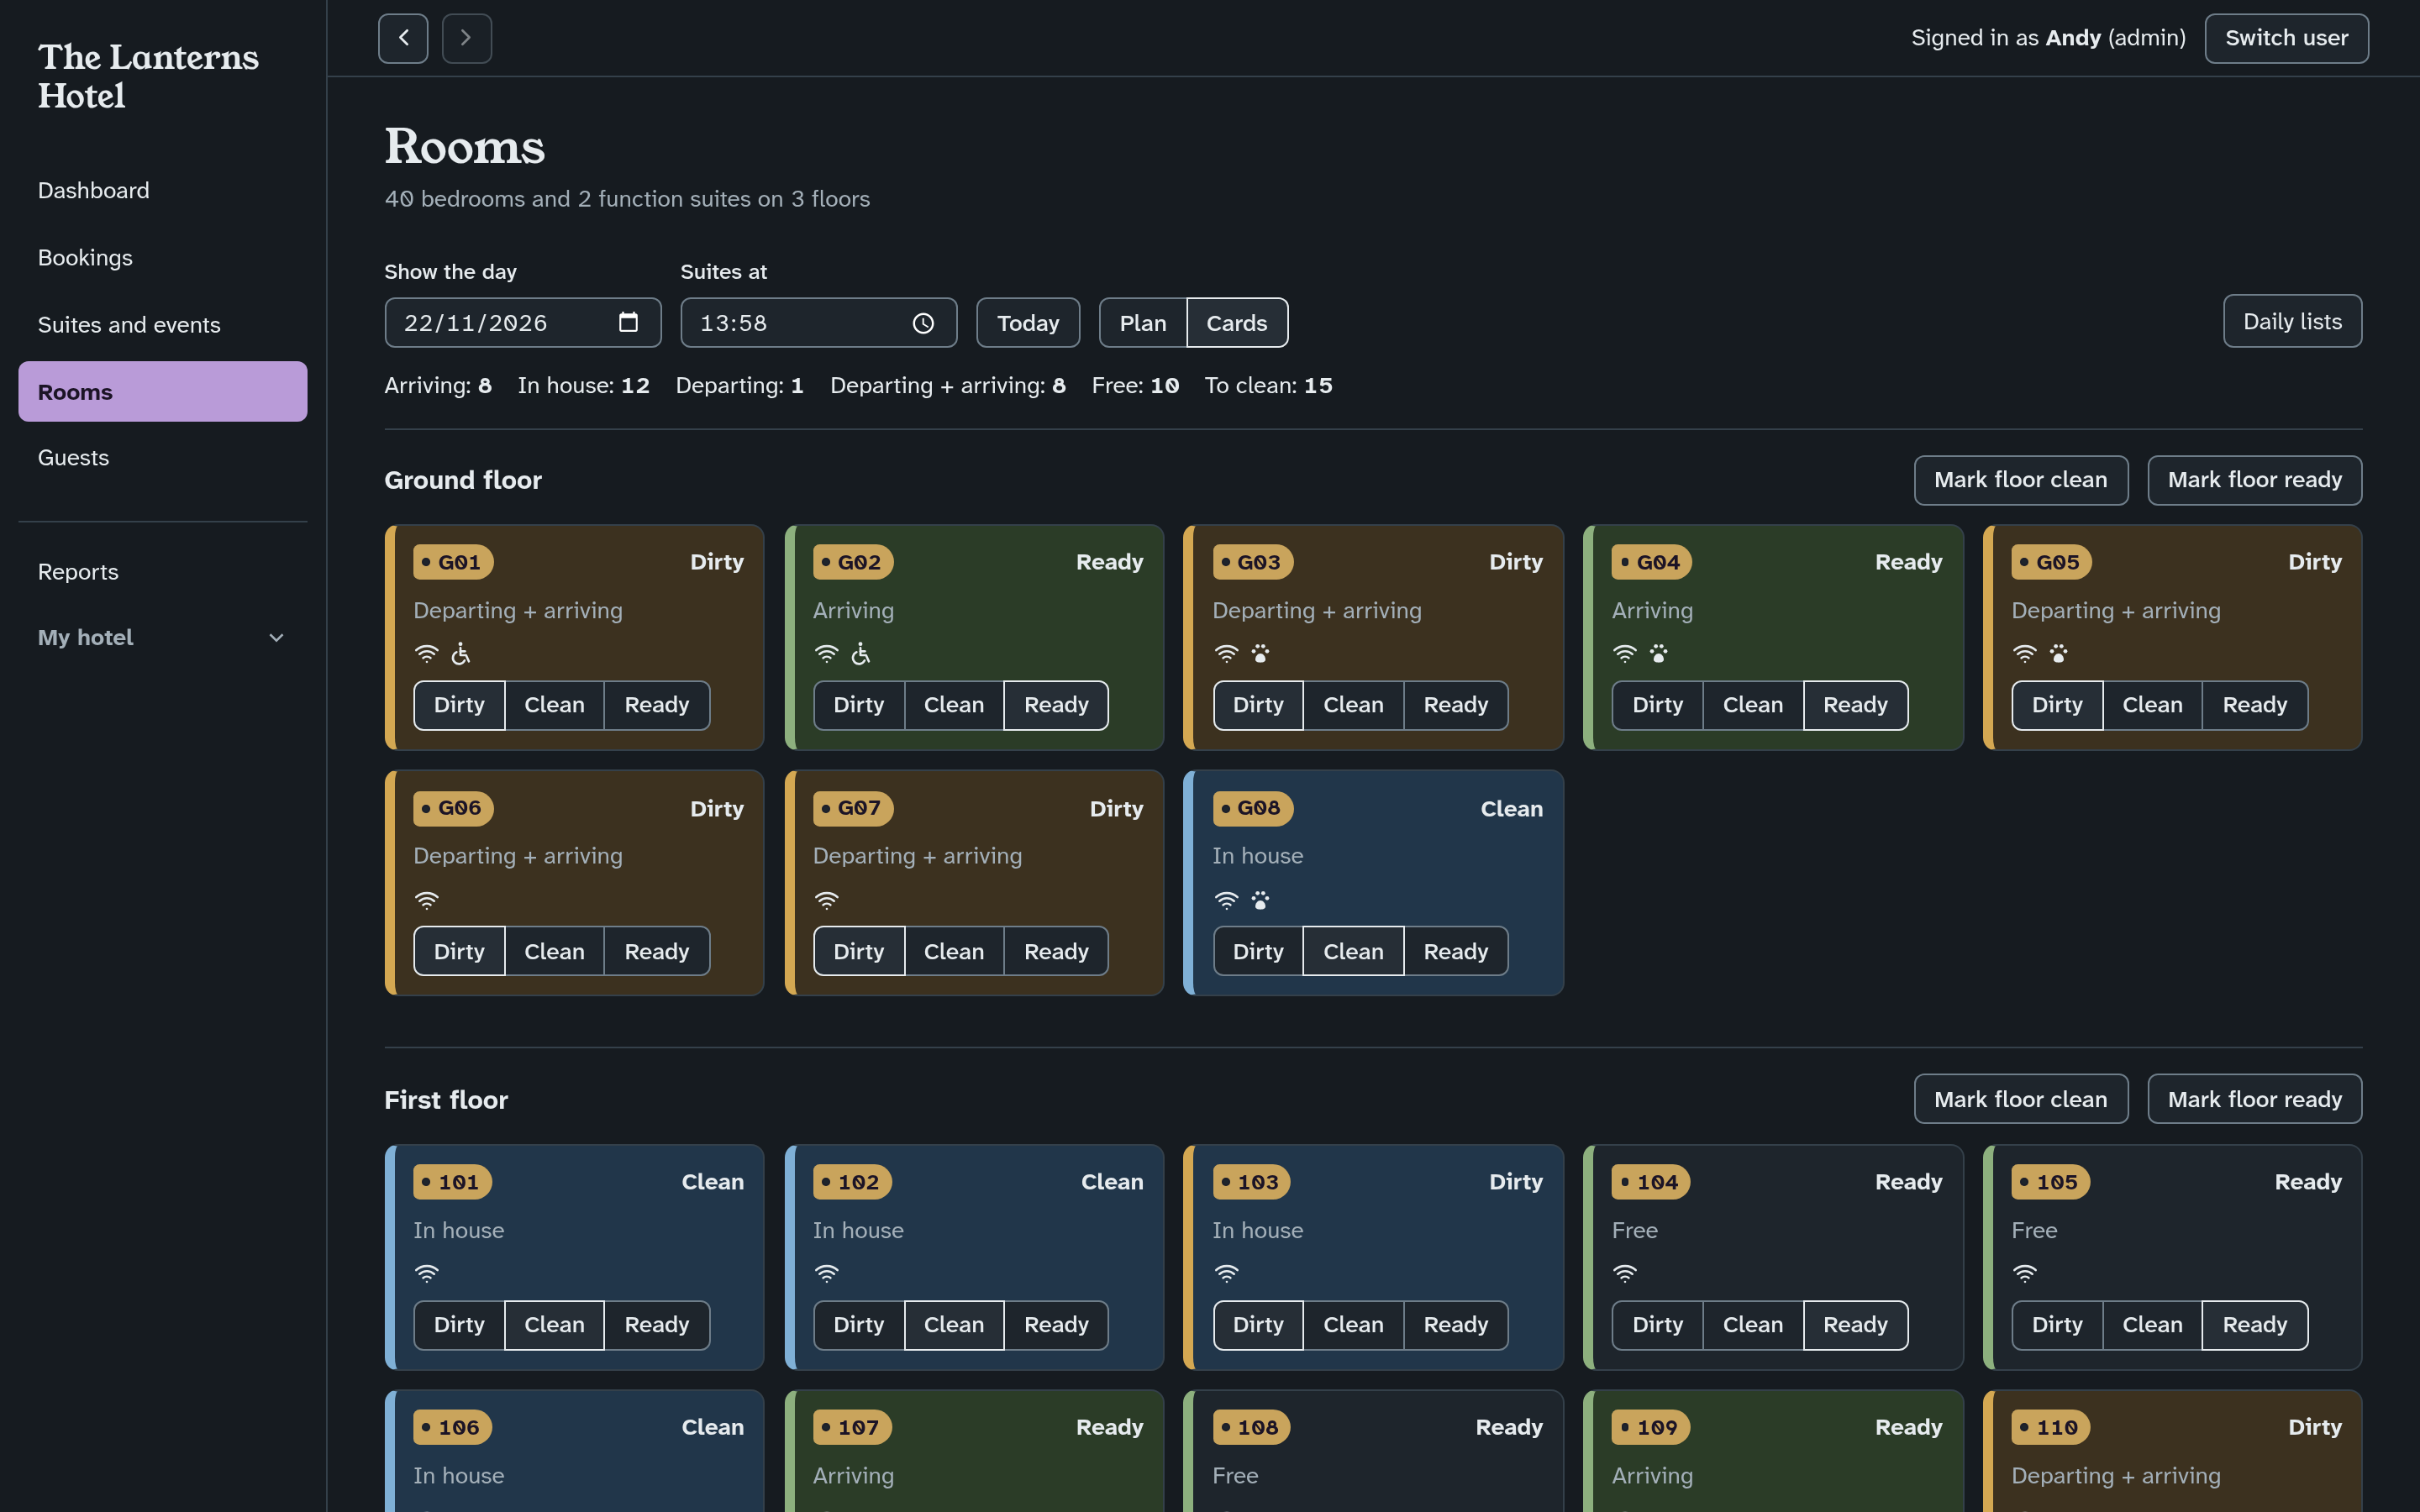 The Lanterns
Hotel
Dashboard
Bookings
Suites and events
Rooms
Guests
Reports
My hotel
Signed in as Andy (admin) Switch user
Rooms
40 bedrooms and 2 function suites on 3 floors
Show the day Suites at
22/11/2026 13:58 Today Plan Cards Daily lists
Arriving: 8 In house: 12 Departing: 1 Departing + arriving: 8 Free: 10 To clean: 15
Ground floor Mark floor clean Mark floor ready
G01 Dirty G02 Ready G03 Dirty G04 Ready G05 Dirty
Departing + arriving Arriving Departing + arriving Arriving Departing + arriving
Dirty Clean Ready Dirty Clean Ready Dirty Clean Ready Dirty Clean Ready Dirty Clean Ready
G06 Dirty G07 Dirty G08 Clean
Departing + arriving Departing + arriving In house
Dirty Clean Ready Dirty Clean Ready Dirty Clean Ready
First floor Mark floor clean Mark floor ready
101 Clean 102 Clean 103 Dirty 104 Ready 105 Ready
In house In house In house Free Free
Dirty Clean Ready Dirty Clean Ready Dirty Clean Ready Dirty Clean Ready Dirty Clean Ready
106 Clean 107 Ready 108 Ready 109 Ready 110 Dirty
In house Arriving Free Arriving Departing + arriving